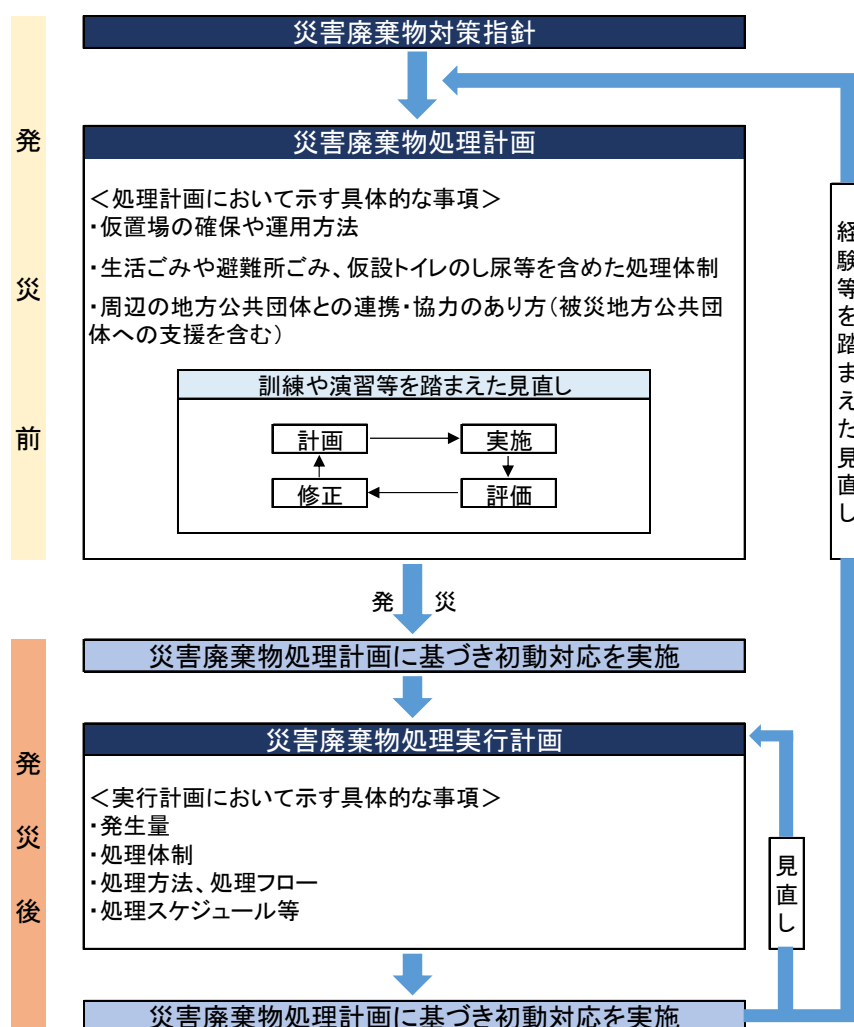 災害廃棄物対策指針
発
災
前
災害廃棄物処理計画
＜処理計画において示す具体的な事項＞
・仮置場の確保や運用方法
・生活ごみや避難所ごみ、仮設トイレのし尿等を含めた処理体制
・周辺の地方公共団体との連携・協力のあり方(被災地方公共団
体への支援を含む)
訓練や演習等を踏まえた見直し
計画
実施
修正
評価
経験等を踏まえた見直し
発 災
災害廃棄物処理計画に基づき初動対応を実施
発
災
後
災害廃棄物処理実行計画
＜実行計画において示す具体的な事項＞
・発生量
・処理体制
・処理方法、処理フロー
・処理スケジュール等
見直し
災害廃棄物処理計画に基づき初動対応を実施